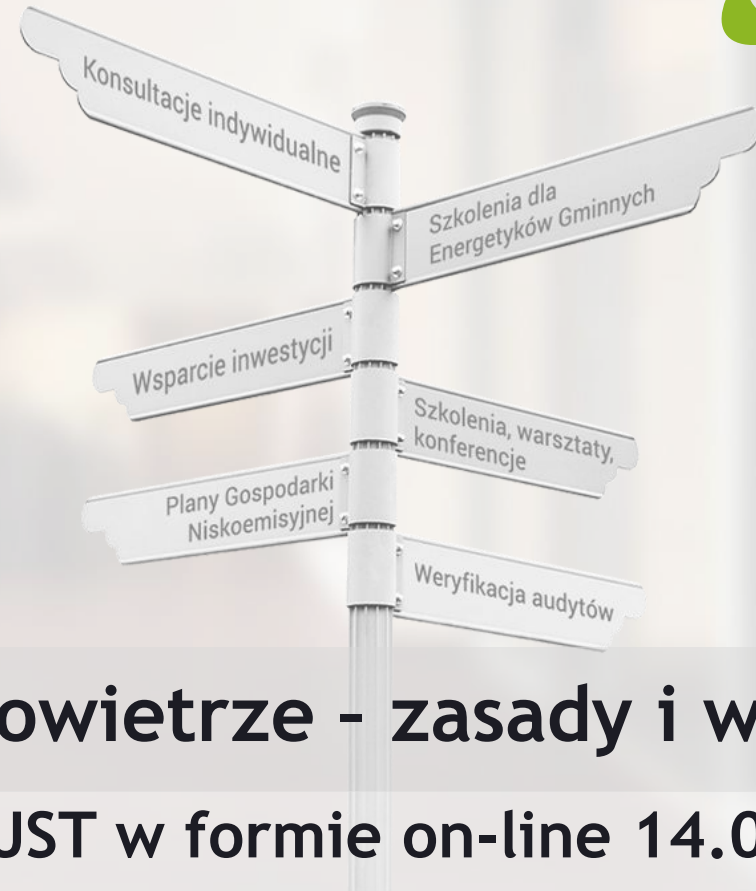 Konsultacje indywidualne
Szkolenia dla
Energetyków Gminnych
Wsparcie inwestycji
Szkolenia, warsztaty,
konferencje
Plany Gospodarki
Niskoemisyjnej
Weryfikacja audytów
owietrze – zasady i w
UST w formie on-line 14.0